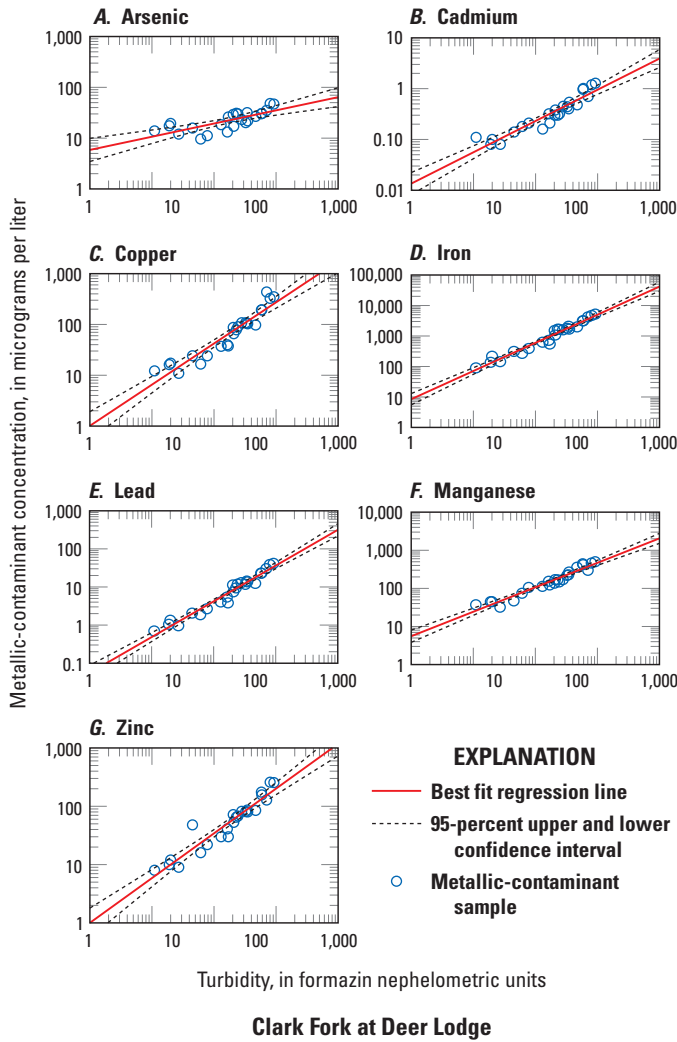 A. Arsenic
1,000
100
10
1
1 10 100 1,000
B. Cadmium
10
1
0.10
0.01
1 10 100 1,000
C. Copper
1,000
100
10
1
1 10 100 1,000
D. Iron
100,000
10,000
1,000
100
10
1
1 10 100 1,000
E. Lead
1,000
100
10
1
0.1
1 10 100 1,000
F. Manganese
10,000
1,000
100
10
1
1 10 100 1,000
G. Zinc
1,000
100
10
1
1 10 100 1,000
Metallic-contaminant concentration, in micrograms per liter
EXPLANATION
Best fit regression line
95-percent upper and lower
confidence interval
Metallic-contaminant
sample
Turbidity, in formazin nephelometric units
Clark Fork at Deer Lodge